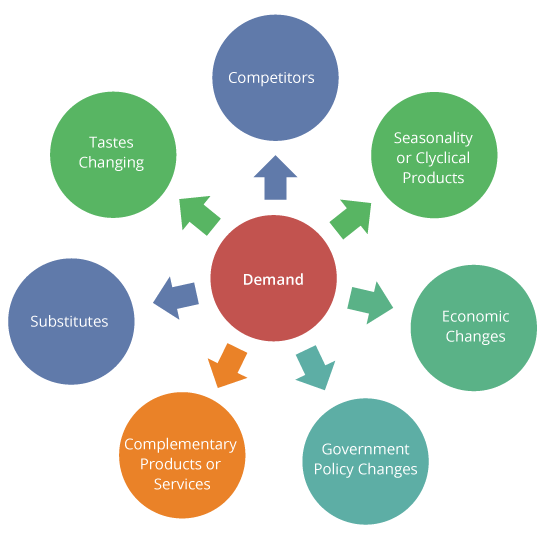 Competitors
Seasonality
or Clyclical
Products
Economic
Changes
Government
Policy Changes
Complementary
Products or
Services
Substitutes
Tastes
Changing
Demand